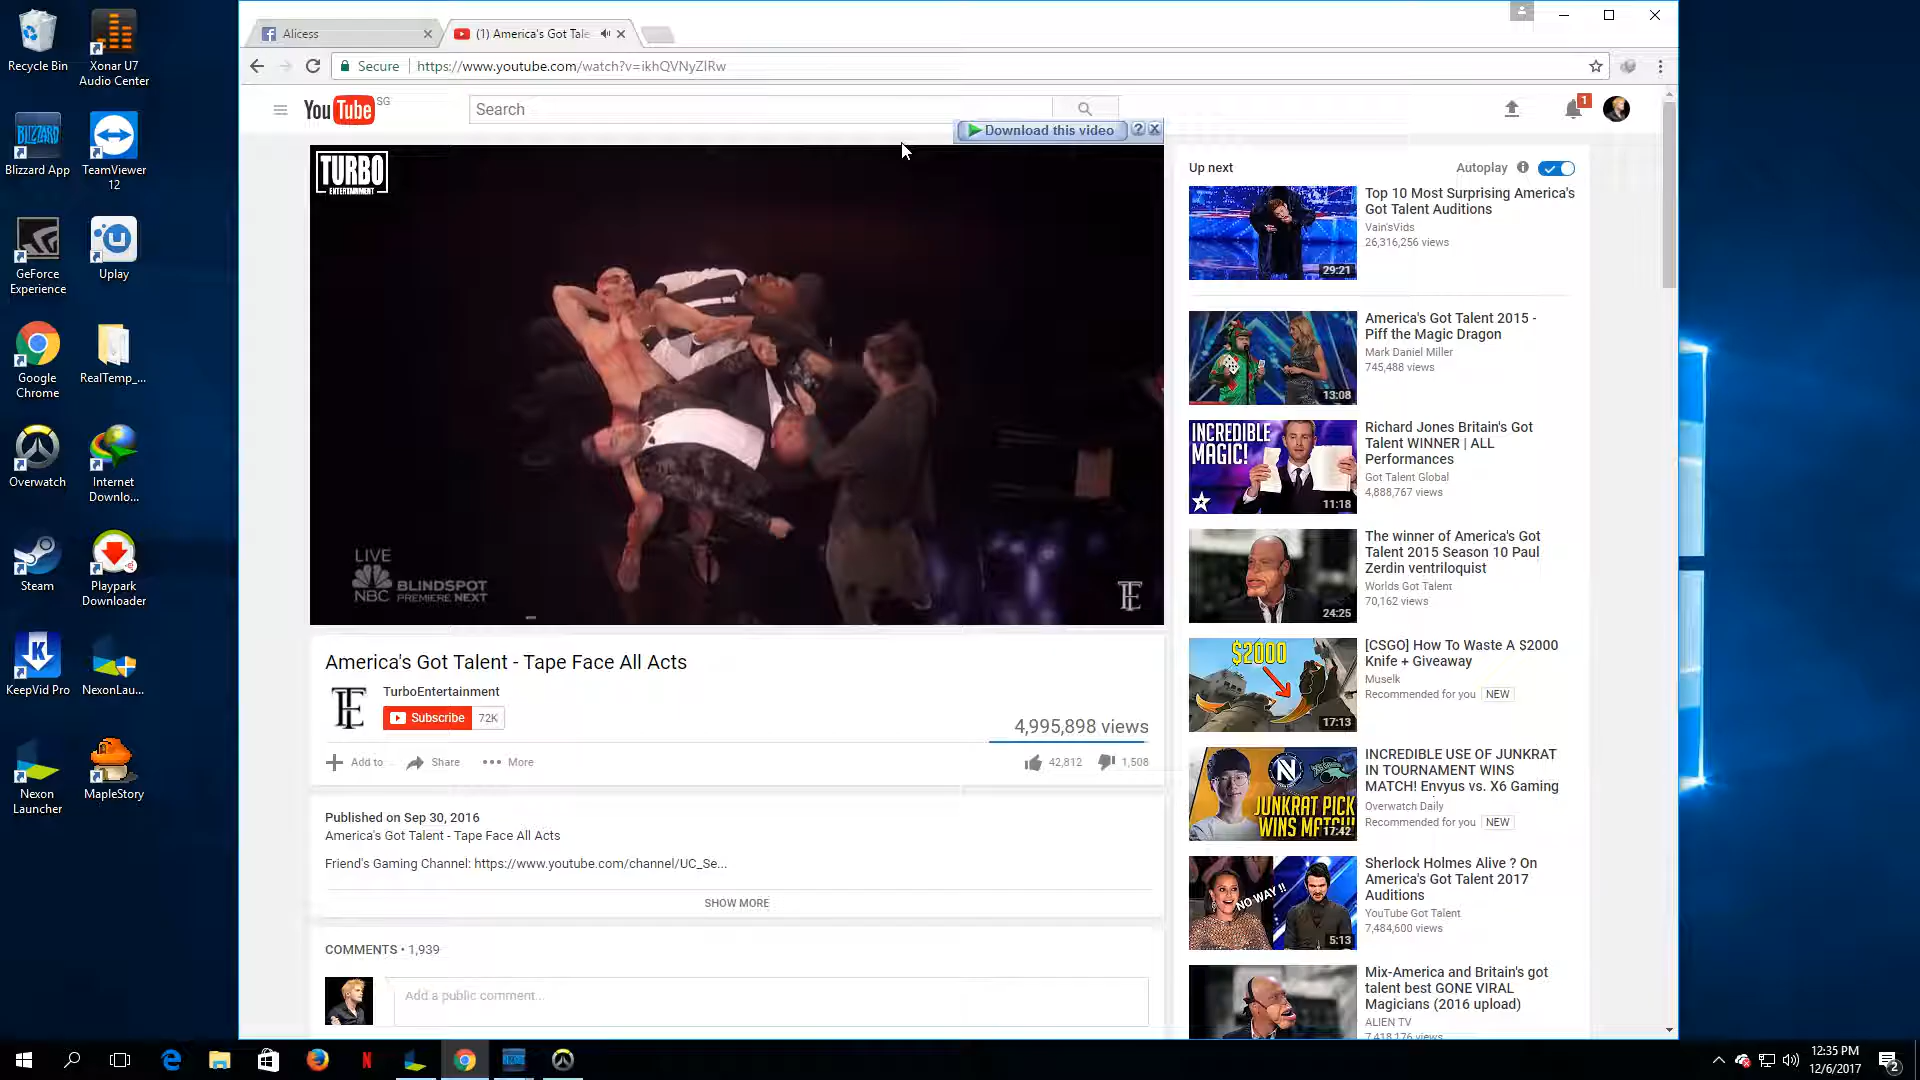 Recycle Bin
Xonar U7 Audio Center
Blizzard App
TeamViewer 12
GeForce Experience
Uplay
Google Chrome
RealTemp_...
Overwatch
Internet Downlo...
Steam
Playpark Downloader
KeepVid Pro
NexonLau...
Nexon Launcher
MapleStory
Alicess
(1) America's Got Tale
Secure
https://www.youtube.com/watch?v=ikhQVNyZlRw
YouTube SG
Search
1
Download this video
?
TURBO
ENTERTAINMENT
LIVE
NBC
BLINDSPOT
PREMIERE NEXT
TE
America's Got Talent - Tape Face All Acts
TurboEntertainment
Subscribe 72K
4,995,898 views
Add to Share More
42,812 1,508
Published on Sep 30, 2016
America's Got Talent - Tape Face All Acts
Friend's Gaming Channel: https://www.youtube.com/channel/UC_Se...
SHOW MORE
COMMENTS • 1,939
Add a public comment...
Up next
Autoplay
Top 10 Most Surprising America's
Got Talent Auditions
Vain'sVids
26,316,256 views
29:21
America's Got Talent 2015 -
Piff the Magic Dragon
Mark Daniel Miller
745,488 views
13:08
INCREDIBLE
MAGIC!
11:18
Richard Jones Britain's Got
Talent WINNER | ALL
Performances
Got Talent Global
4,888,767 views
The winner of America's Got
Talent 2015 Season 10 Paul
Zerdin ventriloquist
Worlds Got Talent
70,162 views
24:25
$2000
17:13
[CSGO] How To Waste A $2000
Knife + Giveaway
Muselk
Recommended for you NEW
JUNKRAT PICK
WINS MATCH!
17:42
INCREDIBLE USE OF JUNKRAT
IN TOURNAMENT WINS
MATCH! Envyus vs. X6 Gaming
Overwatch Daily
Recommended for you NEW
NO WAY !!
5:13
Sherlock Holmes Alive ? On
America's Got Talent 2017
Auditions
YouTube Got Talent
7,484,600 views
Mix-America and Britain's got
talent best GONE VIRAL
Magicians (2016 upload)
ALIEN TV
7,418,176 views
12:35 PM
12/6/2017
2